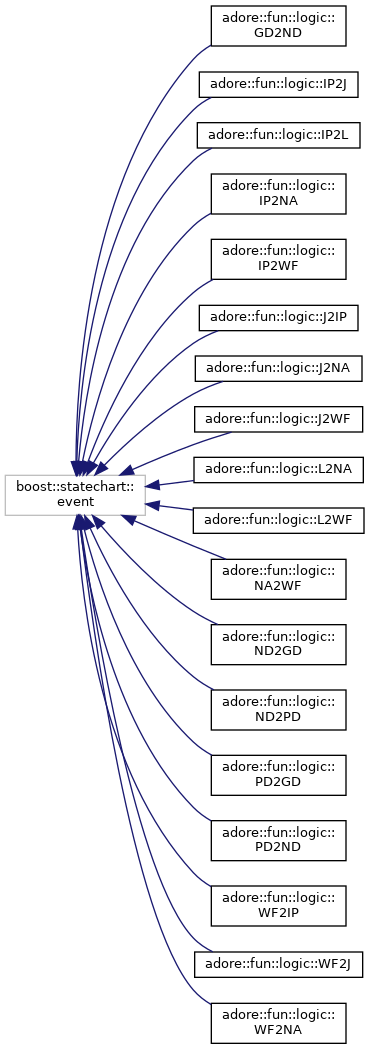 adore::fun::logic::
GD2ND
adore::fun::logic::IP2J
adore::fun::logic::IP2L
adore::fun::logic::
IP2NA
adore::fun::logic::
IP2WF
adore::fun::logic::J2IP
adore::fun::logic::J2NA
adore::fun::logic::J2WF
adore::fun::logic::L2NA
boost::statechart::
event
adore::fun::logic::L2WF
adore::fun::logic::
NA2WF
adore::fun::logic::
ND2GD
adore::fun::logic::
ND2PD
adore::fun::logic::
PD2GD
adore::fun::logic::
PD2ND
adore::fun::logic::
WF2IP
adore::fun::logic::WF2J
adore::fun::logic::
WF2NA